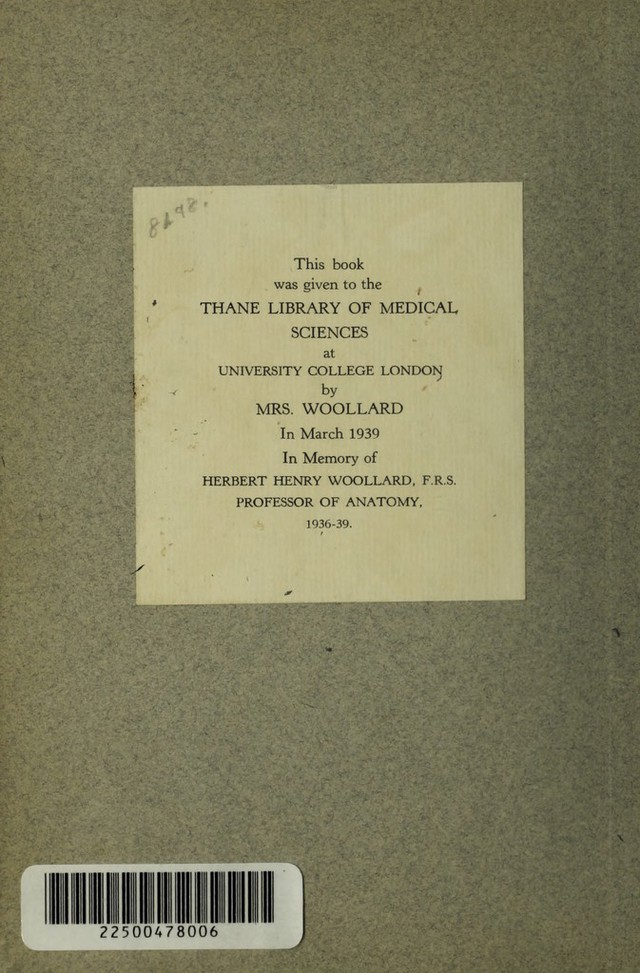 This book
was given to the
THANE LIBRARY OF MEDICAL
SCIENCES
at
UNIVERSITY COLLEGE LONDON
by
MRS. WOOLLARD
In March 1939
In Memory of
HERBERT HENRY WOOLLARD, F.R.S.
PROFESSOR OF ANATOMY,
1936-39.
22500478006